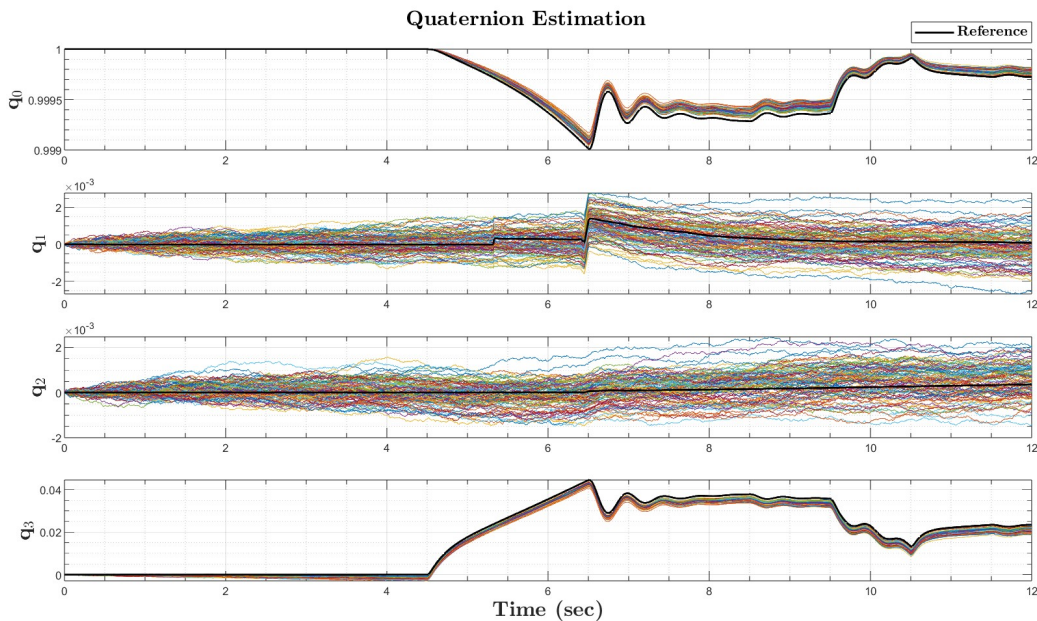 Quaternion Estimation
Reference
q0
1
0.9995
0.999
0 2 4 6 8 10 12
×10-3
q1
2
0
-2
0 2 4 6 8 10 12
×10-3
q2
2
0
-2
0 2 4 6 8 10 12
q3
0.04
0.02
0
0 2 4 6 8 10 12
Time (sec)